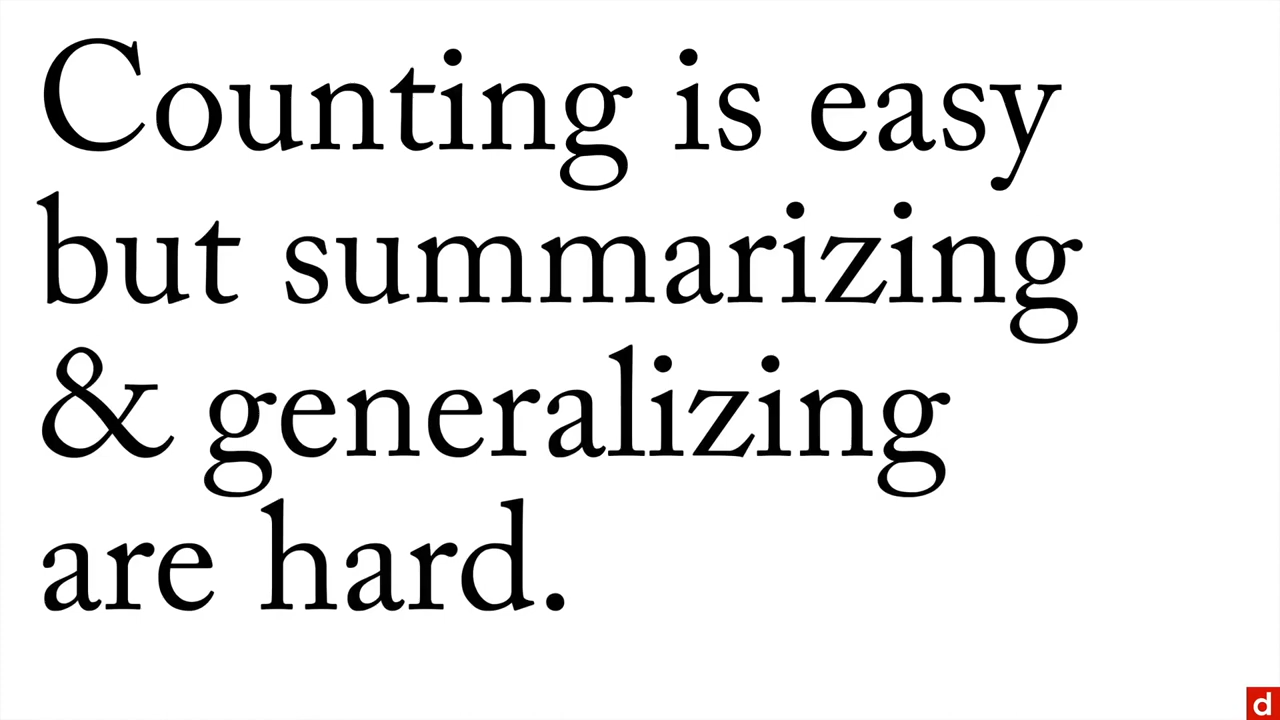 Counting is easy
but summarizing
& generalizing
are hard.
d